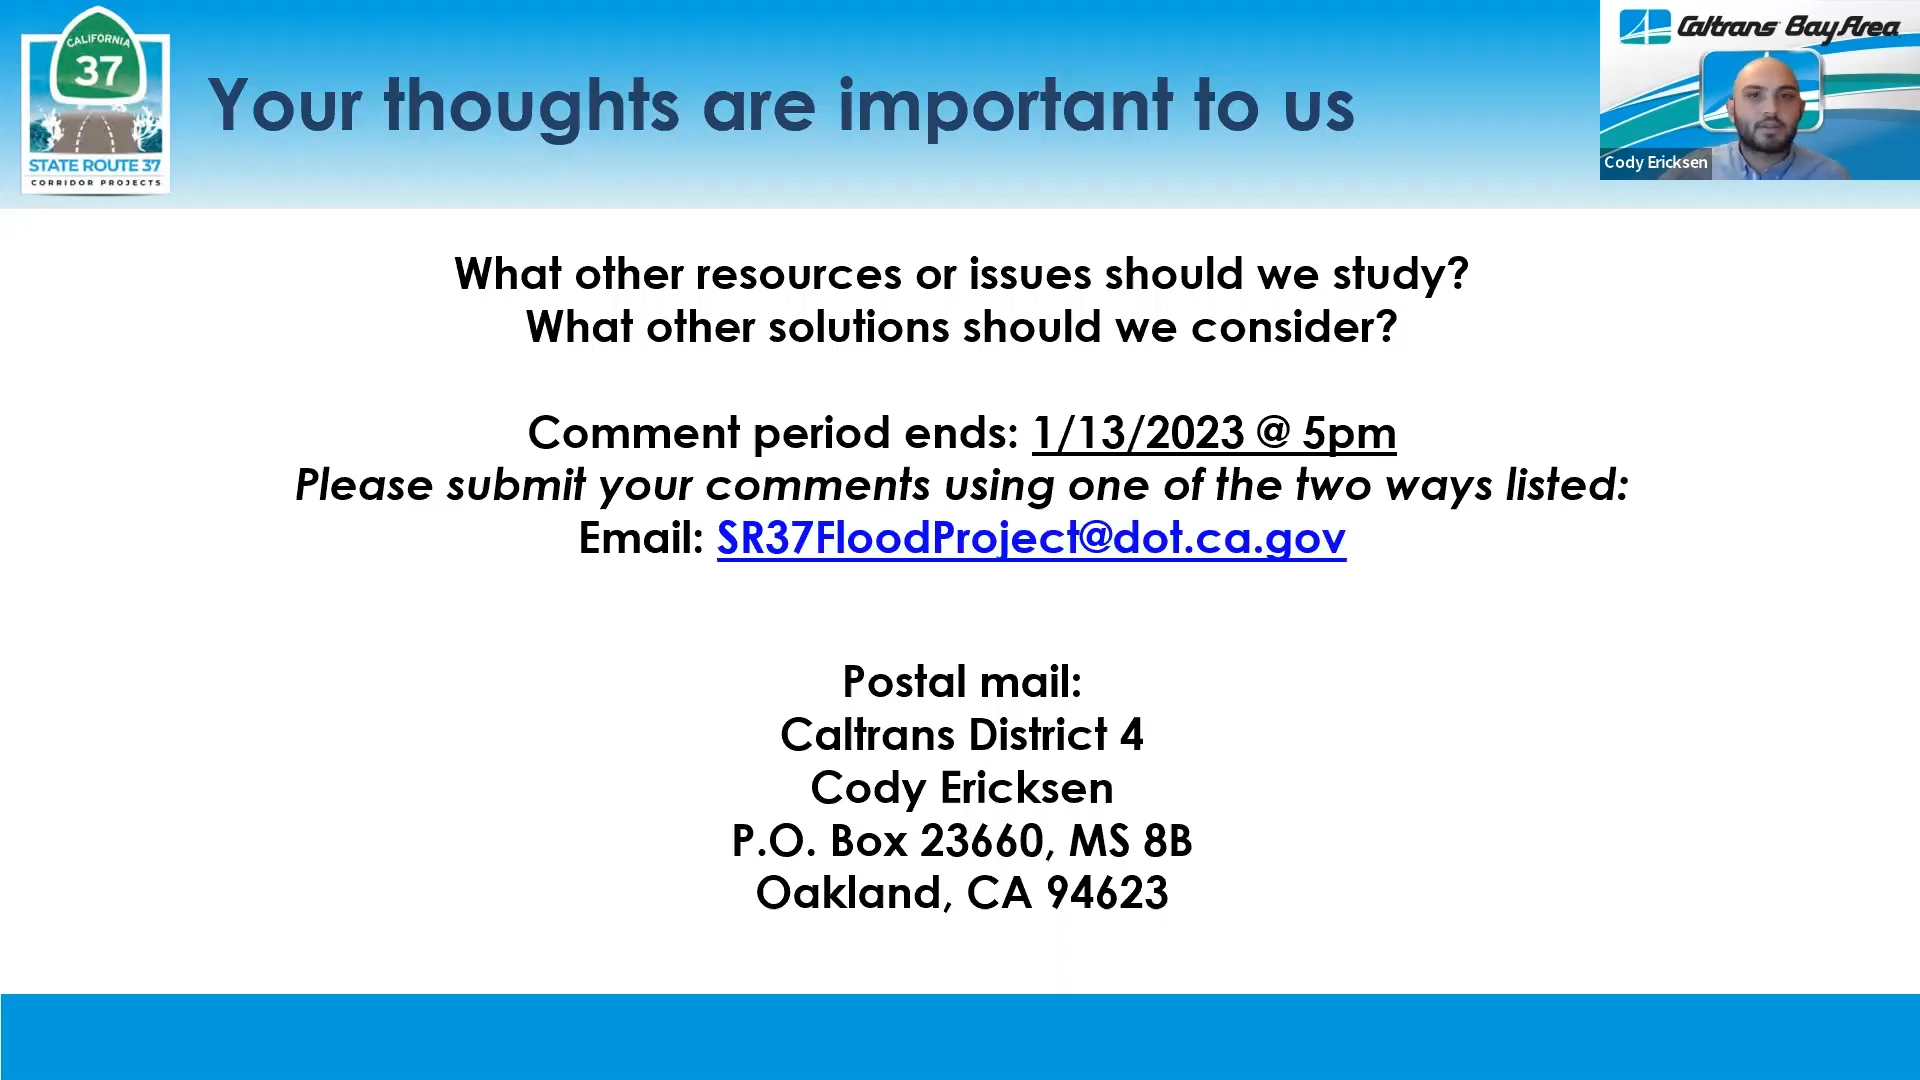 CALIFORNIA
37
STATE ROUTE 37
CORRIDOR PROJECTS
Your thoughts are important to us
Caltrans Bay Area
Cody Ericksen
What other resources or issues should we study?
What other solutions should we consider?
Comment period ends: 1/13/2023 @ 5pm
Please submit your comments using one of the two ways listed:
Email: SR37FloodProject@dot.ca.gov
Postal mail:
Caltrans District 4
Cody Ericksen
P.O. Box 23660, MS 8B
Oakland, CA 94623